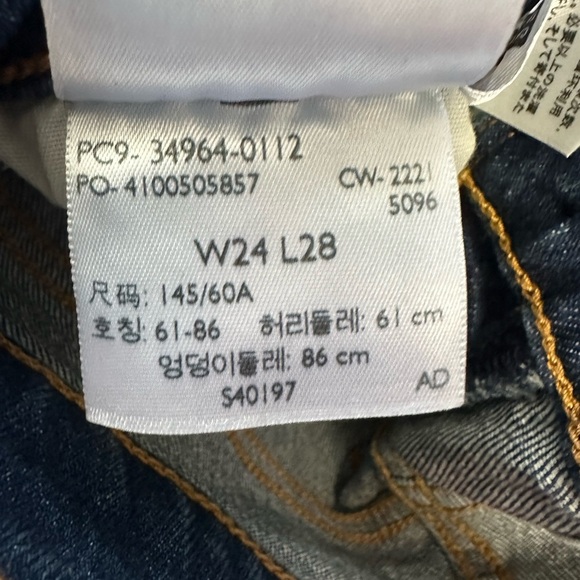 PC9- 34964-0112
PO- 4100505857
CW- 2221
5096
W24 L28
尺码: 145/60A
호칭: 61-86 허리둘레: 61 cm
엉덩이둘레: 86 cm
S40197
AD